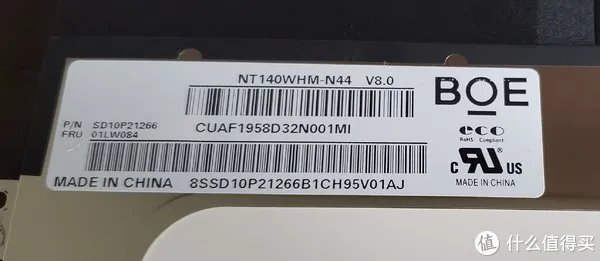 NT140WHM-N44 V8.0
BOE
P/N SD10P21266
FRU 01LW084
CUAF1958D32N001MI
eco
RoHS Compliant
C RU US
MADE IN CHINA
MADE IN CHINA 8SSD10P21266B1CH95V01AJ
值 什么值得买